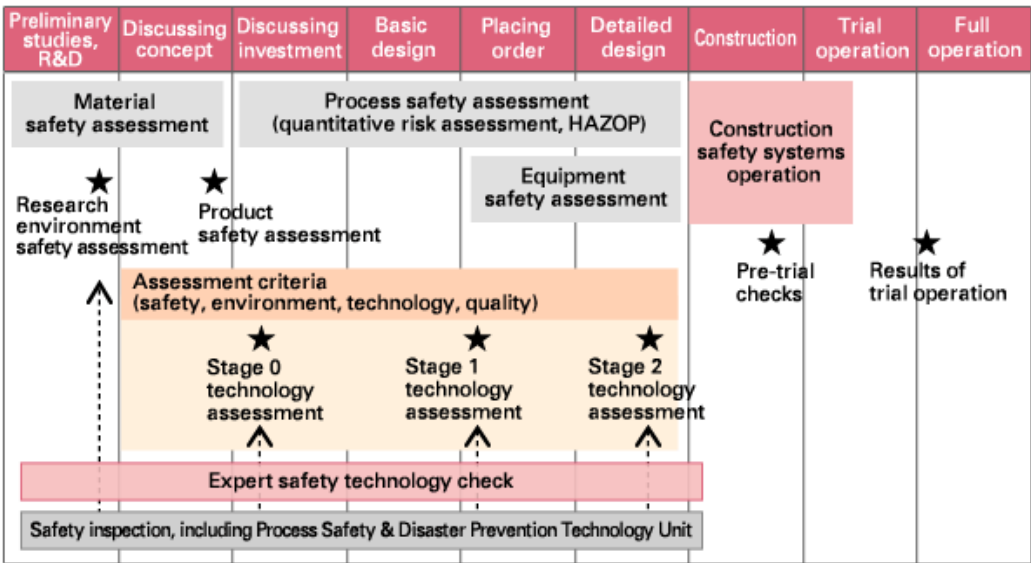 Preliminary
studies,
R&D
Discussing
concept
Discussing
investment
Basic
design
Placing
order
Detailed
design
Construction
Trial
operation
Full
operation
Material
safety assessment
Process safety assessment
(quantitative risk assessment, HAZOP)
Construction
safety systems
operation
Equipment
safety assessment
Research
environment
safety assessment
Product
safety assessment
Pre-trial
checks
Results of
trial operation
Assessment criteria
(safety, environment, technology, quality)
Stage 0
technology
assessment
Stage 1
technology
assessment
Stage 2
technology
assessment
Expert safety technology check
Safety inspection, including Process Safety & Disaster Prevention Technology Unit